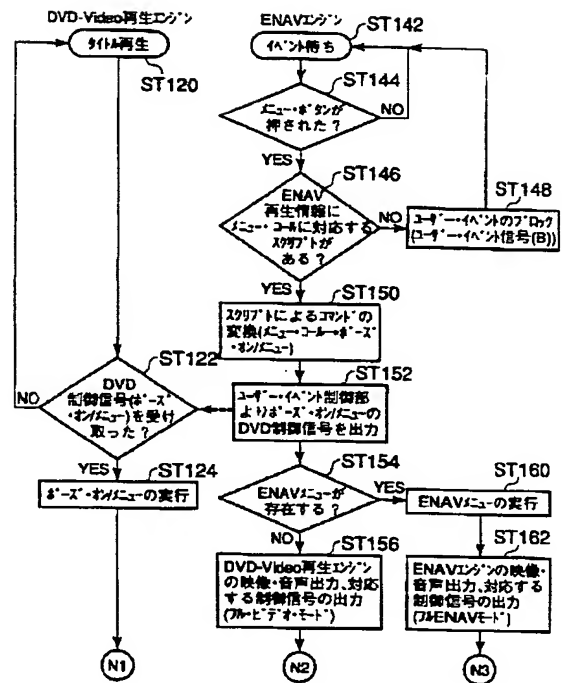 DVD-Video再生エンジン
タイトル再生
ST120
ENAVエンジン
イベント待ち
ST142
ST144
メニュー・ボタンが
押された?
NO
YES
ST146
ENAV
再生情報に
メニュー・コールに対応する
スクリプトが
ある?
NO
ST148
ユーザー・イベントのブロック
(ユーザー・イベント信号(B))
YES
ST150
スクリプトによるコマンドの
変換(メニュー・コール→ポーズ・
オン/メニュー)
ST122
NO
DVD
制御信号(ポーズ・
オン/メニュー)を受け
取った?
ST152
ユーザー・イベント制御部
よりポーズ・オン/メニューの
DVD制御信号を出力
YES
ST124
ポーズ・オン/メニューの実行
ST154
ENAVメニューが
存在する?
YES
ST160
ENAVメニューの実行
NO
ST156
DVD-Video再生エンジン
の映像・音声出力、対応
する制御信号の出力
(フル・ビデオ・モード)
ST162
ENAVエンジンの映像・
音声出力、対応する
制御信号の出力
(フルENAVモード)
N1
N2
N3